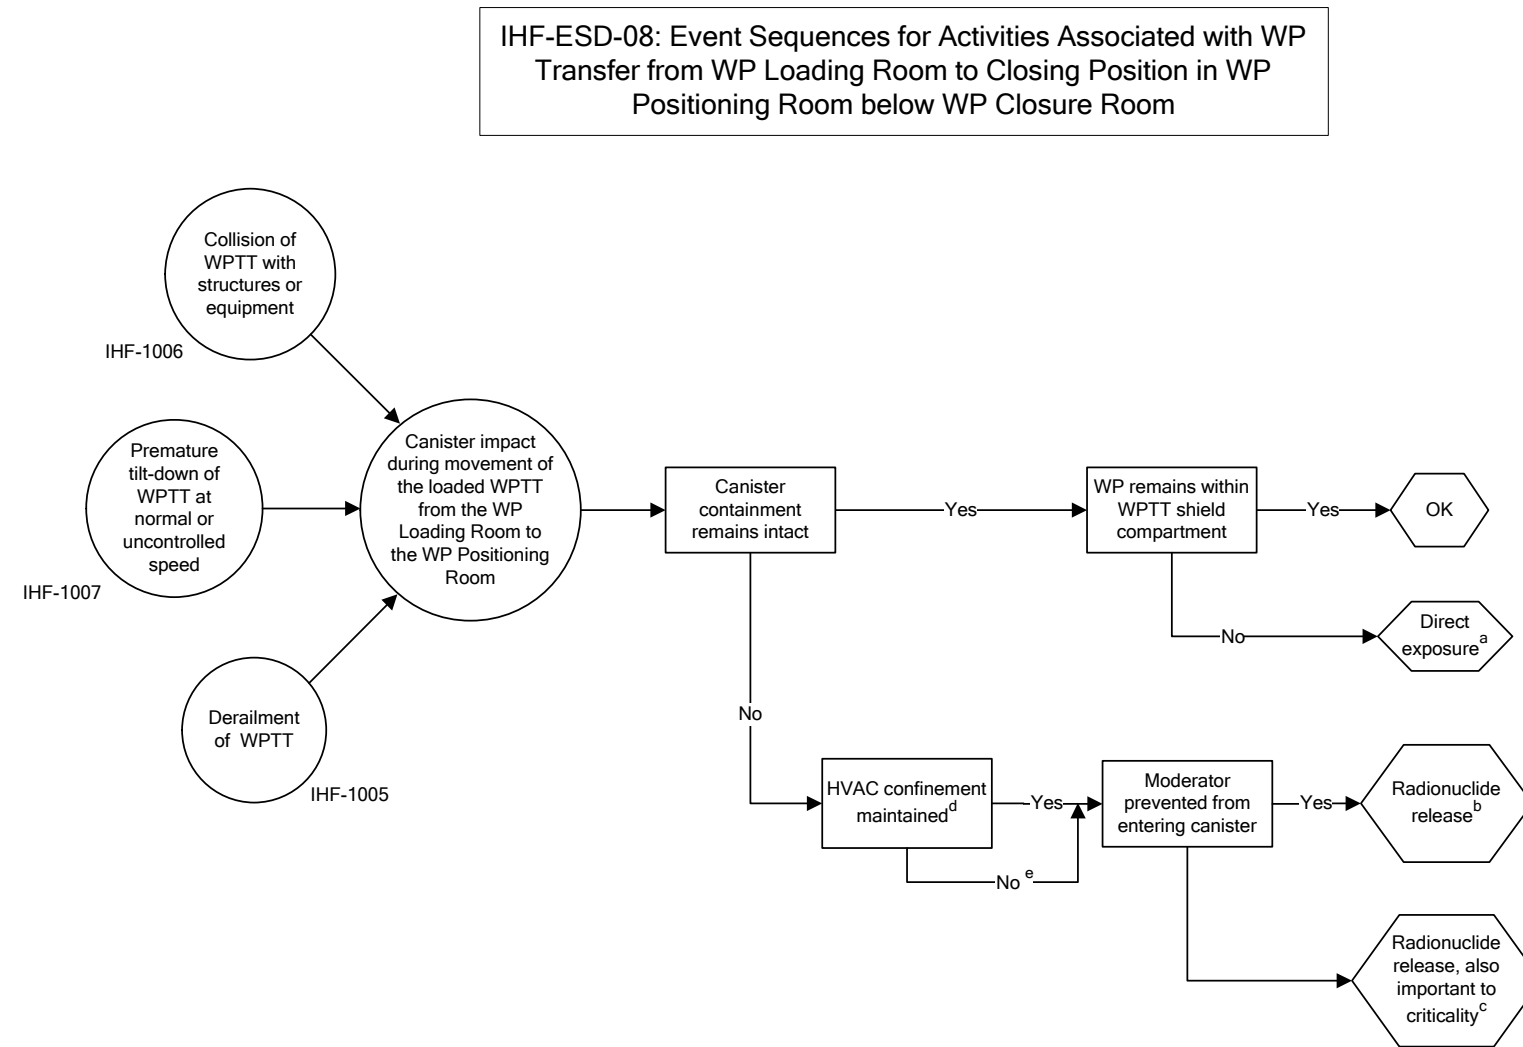 IHF-ESD-08: Event Sequences for Activities Associated with WP
Transfer from WP Loading Room to Closing Position in WP
Positioning Room below WP Closure Room
Collision of
WPTT with
structures or
equipment
IHF-1006
Premature
tilt-down of
WPTT at
normal or
uncontrolled
speed
IHF-1007
Derailment
of WPTT
IHF-1005
Canister impact
during movement of
the loaded WPTT
from the WP
Loading Room to
the WP Positioning
Room
Canister
containment
remains intact
Yes
WP remains within
WPTT shield
compartment
Yes
OK
No
Direct
exposure a
No
HVAC confinement
maintained d
Yes
No e
Moderator
prevented from
entering canister
Yes
Radionuclide
release b
Radionuclide
release, also
important to
criticality c